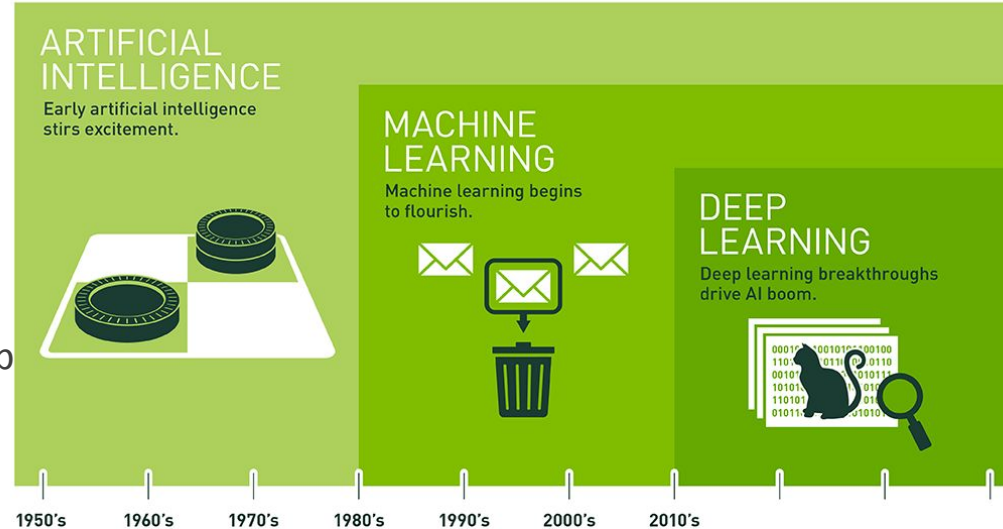 ARTIFICIAL
INTELLIGENCE
Early artificial intelligence
stirs excitement.
MACHINE
LEARNING
Machine learning begins
to flourish.
DEEP
LEARNING
Deep learning breakthroughs
drive AI boom.
p
1950's 1960's 1970's 1980's 1990's 2000's 2010's